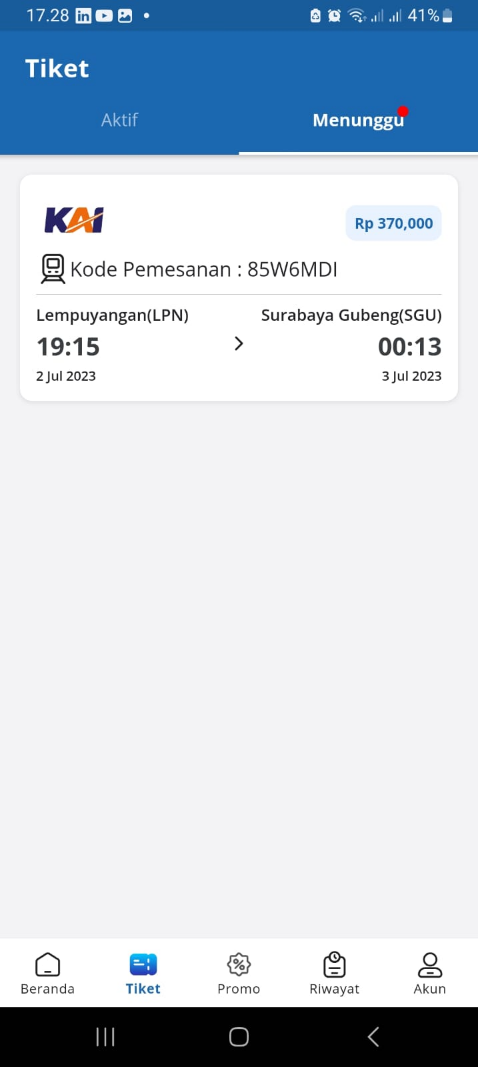 17.28 41%
Tiket
Aktif Menunggu
KAI
Rp 370,000
Kode Pemesanan : 85W6MDI
Lempuyangan(LPN) Surabaya Gubeng(SGU)
19:15 00:13
2 Jul 2023 3 Jul 2023
Beranda Tiket Promo Riwayat Akun